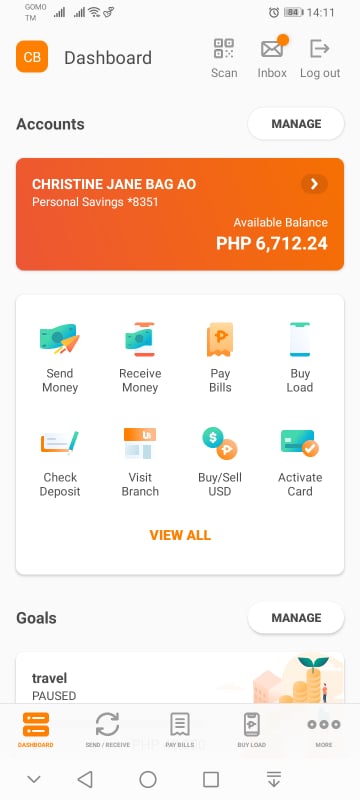 GOMO
TM
84
14:11
CB
Dashboard
Scan
Inbox
Log out
Accounts
MANAGE
CHRISTINE JANE BAG AO
Personal Savings *8351
Available Balance
PHP 6,712.24
Send
Money
Receive
Money
Pay
Bills
Buy
Load
Check
Deposit
Visit
Branch
Buy/Sell
USD
Activate
Card
VIEW ALL
Goals
MANAGE
travel
PAUSED
DASHBOARD
SEND / RECEIVE
PAY BILLS
BUY LOAD
MORE